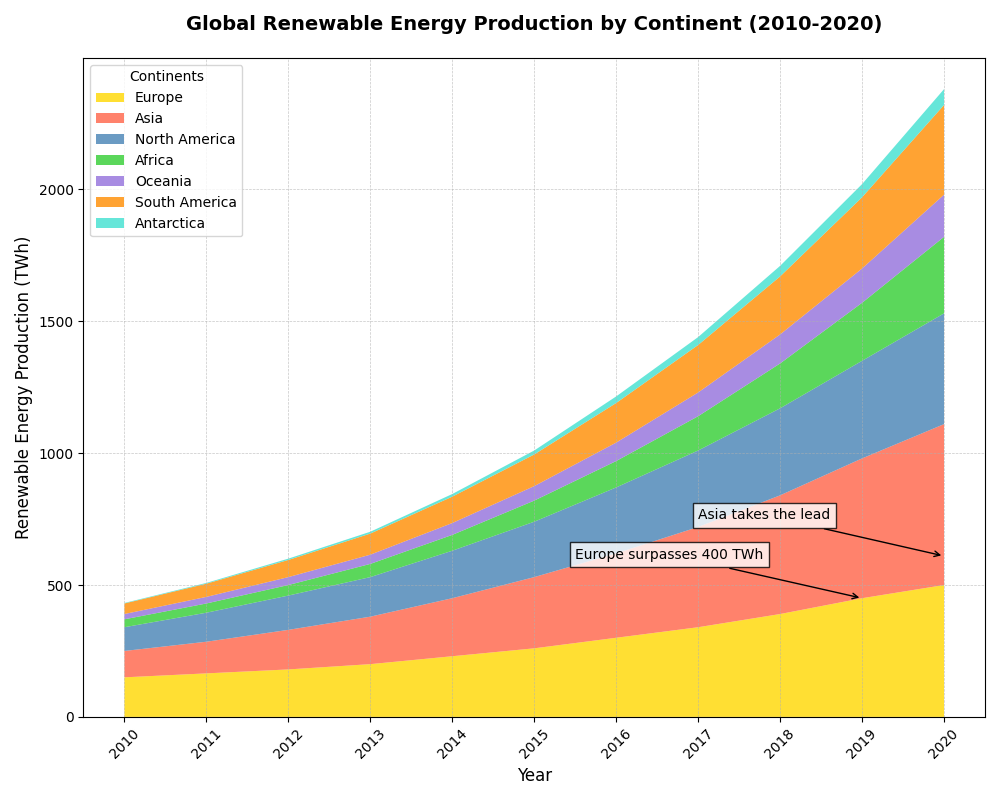 Global Renewable Energy Production by Continent (2010-2020)
Continents
Europe
Asia
North America
Africa
Oceania
South America
Antarctica
Renewable Energy Production (TWh)
2000
1500
1000
500
0
Asia takes the lead
Europe surpasses 400 TWh
2010
2011
2012
2013
2014
2015
2016
2017
2018
2019
2020
Year